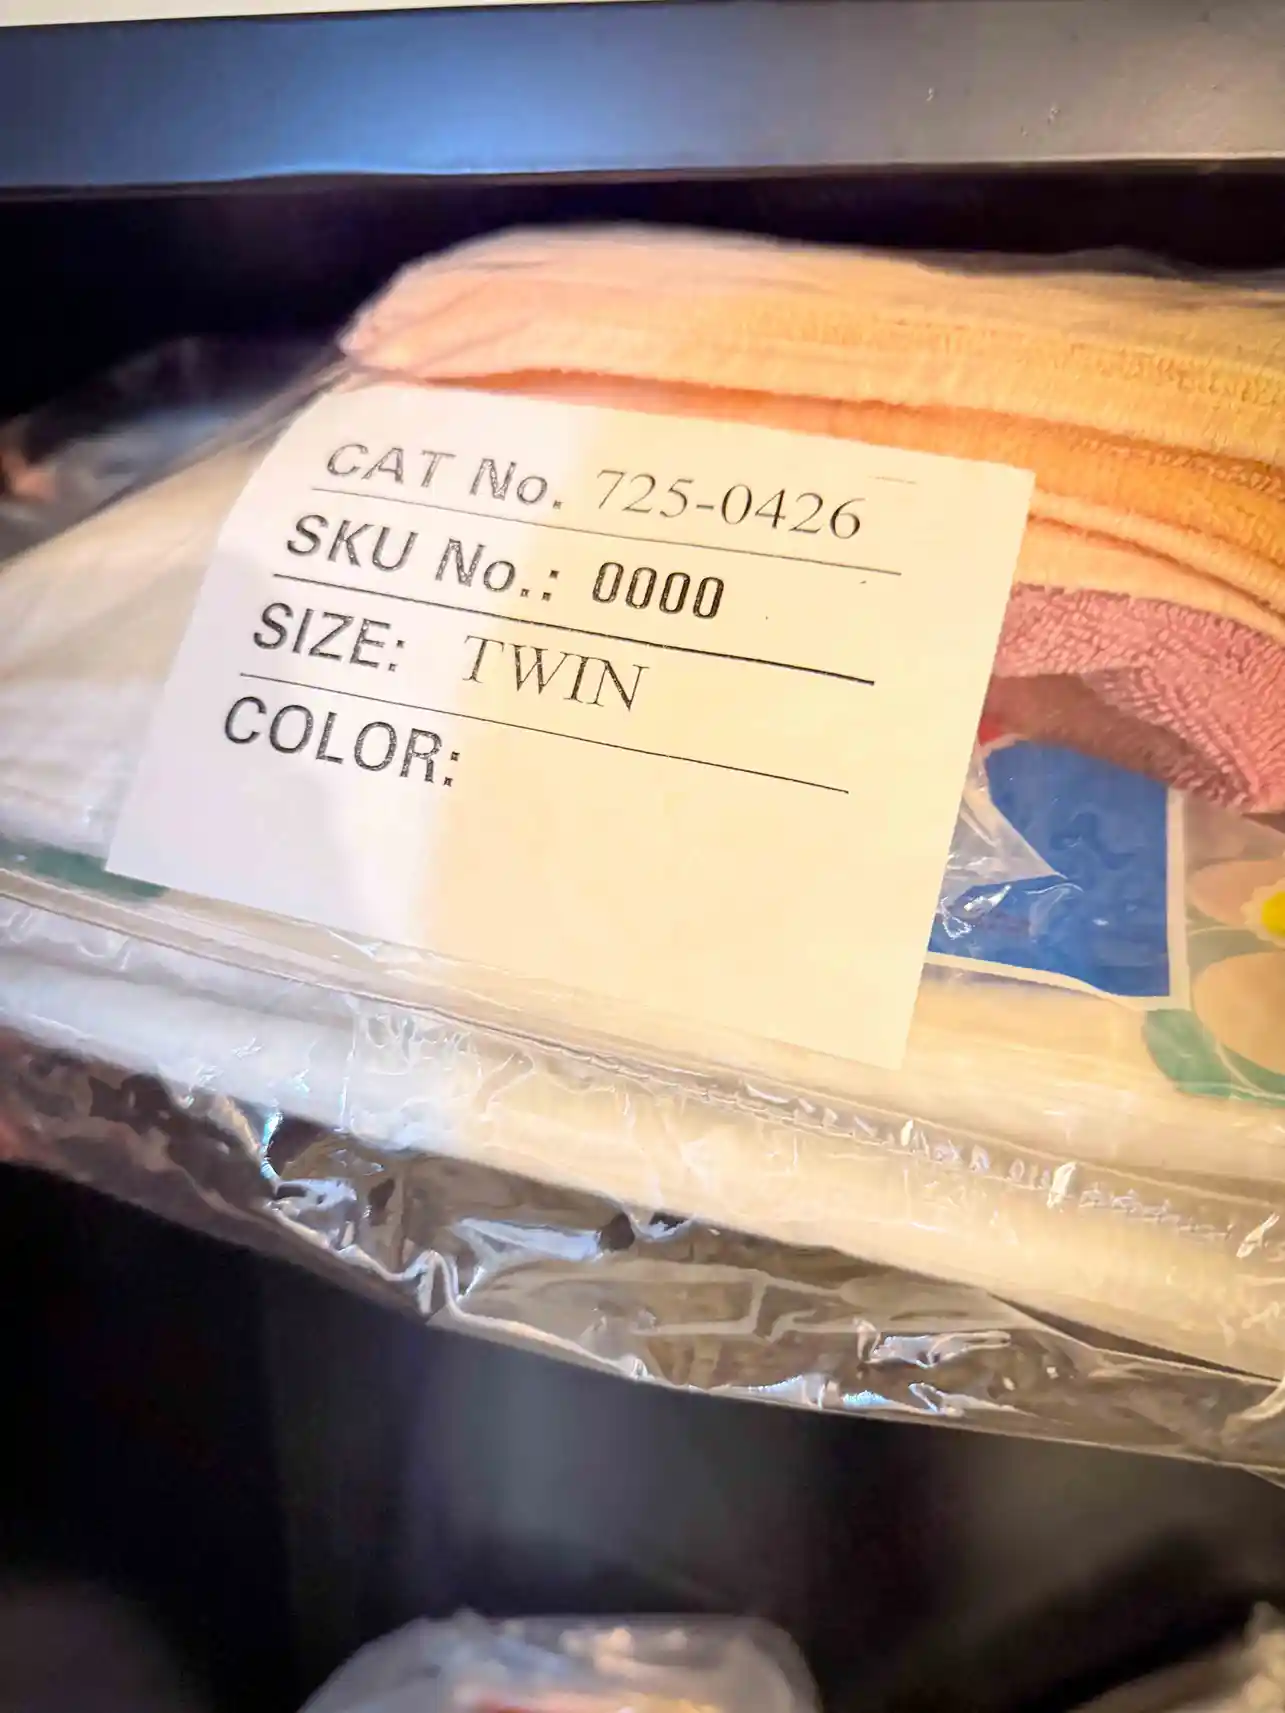 CAT No. 725-0426
SKU No.: 0000
SIZE: TWIN
COLOR: